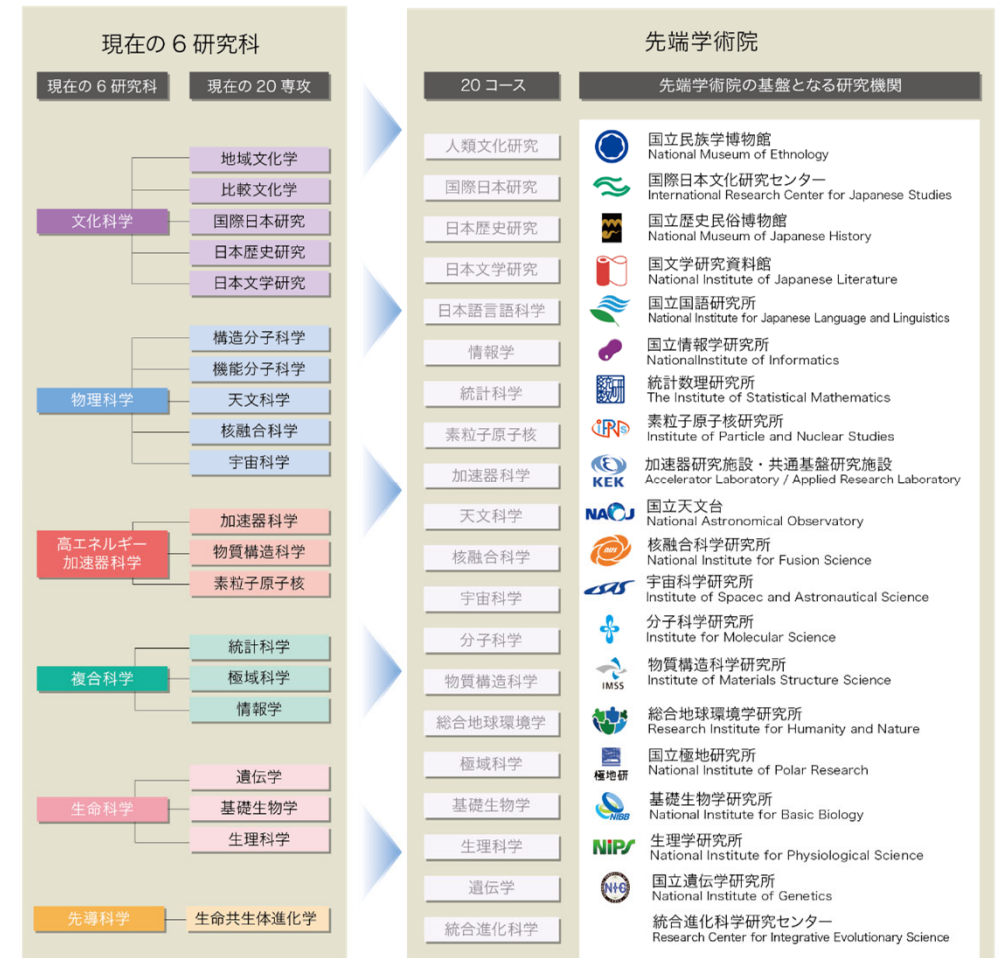 現在の6研究科
現在の6研究科
現在の20専攻
文化科学
地域文化学
比較文化学
国際日本研究
日本歴史研究
日本文学研究
物理科学
構造分子科学
機能分子科学
天文科学
核融合科学
宇宙科学
高エネルギー
加速器科学
加速器科学
物質構造科学
素粒子原子核
複合科学
統計科学
極域科学
情報学
生命科学
遺伝学
基礎生物学
生理科学
先導科学
生命共生体進化学
先端学術院
20コース
先端学術院の基盤となる研究機関
人類文化研究
国立民族学博物館
National Museum of Ethnology
国際日本研究
国際日本文化研究センター
International Research Center for Japanese Studies
日本歴史研究
国立歴史民俗博物館
National Museum of Japanese History
日本文学研究
国文学研究資料館
National Institute of Japanese Literature
日本語言語科学
国立国語研究所
National Institute for Japanese Language and Linguistics
情報学
国立情報学研究所
NationalInstitute of Informatics
統計科学
統計数理研究所
The Institute of Statistical Mathematics
素粒子原子核
iPNS
素粒子原子核研究所
Institute of Particle and Nuclear Studies
加速器科学
KEK
加速器研究施設・共通基盤研究施設
Accelerator Laboratory / Applied Research Laboratory
天文科学
NAOJ
国立天文台
National Astronomical Observatory
核融合科学
核融合科学研究所
National Institute for Fusion Science
宇宙科学
ISAS
宇宙科学研究所
Institute of Spacec and Astronautical Science
分子科学
分子科学研究所
Institute for Molecular Science
物質構造科学
IMSS
物質構造科学研究所
Institute of Materials Structure Science
総合地球環境学
総合地球環境学研究所
Research Institute for Humanity and Nature
極域科学
極地研
国立極地研究所
National Institute of Polar Research
基礎生物学
NIBB
基礎生物学研究所
National Institute for Basic Biology
生理科学
NIPS
生理学研究所
National Institute for Physiological Science
遺伝学
NIG
国立遺伝学研究所
National Institute of Genetics
統合進化科学
統合進化科学研究センター
Research Center for Integrative Evolutionary Science